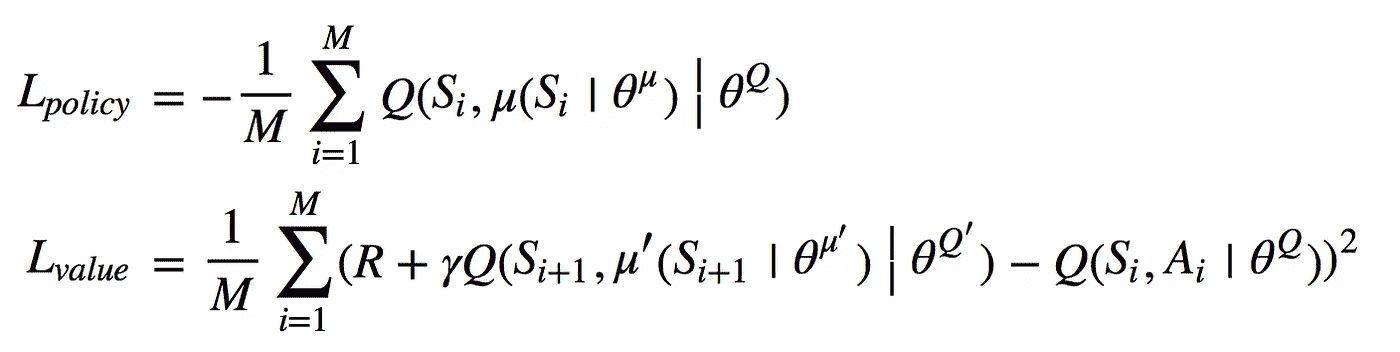 L_{policy} = -\frac{1}{M} \sum_{i=1}^{M} Q(S_i, \mu(S_i \mid \theta^{\mu}) \mid \theta^{Q})
L_{value} = \frac{1}{M} \sum_{i=1}^{M} (R + \gamma Q(S_{i+1}, \mu'(S_{i+1} \mid \theta^{\mu'}) \mid \theta^{Q'}) - Q(S_i, A_i \mid \theta^{Q}))^2